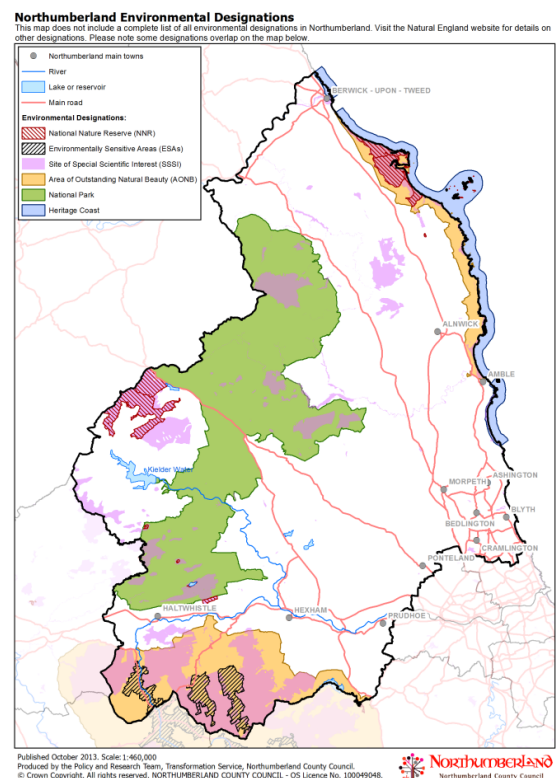 Northumberland Environmental Designations
This map does not include a complete list of all environmental designations in Northumberland. Visit the Natural England website for details on
other designations. Please note some designations overlap on the map below.
Northumberland main towns
River
Lake or reservoir
Main road
Environmental Designations:
National Nature Reserve (NNR)
Environmentally Sensitive Areas (ESAs)
Site of Special Scientific Interest (SSSI)
Area of Outstanding Natural Beauty (AONB)
National Park
Heritage Coast
BERWICK - UPON - TWEED
ALNWICK
AMBLE
Kielder Water
ASHINGTON
MORPETH
BLYTH
BEDLINGTON
CRAMLINGTON
PONTELAND
HALTWHISTLE
HEXHAM
PRUDHOE
Published October 2013. Scale: 1:460,000
Produced by the Policy and Research Team, Transformation Service, Northumberland County Council.
© Crown Copyright. All rights reserved. NORTHUMBERLAND COUNTY COUNCIL - OS Licence No. 100049048.
NORTHUMBERLAND
Northumberland County Council